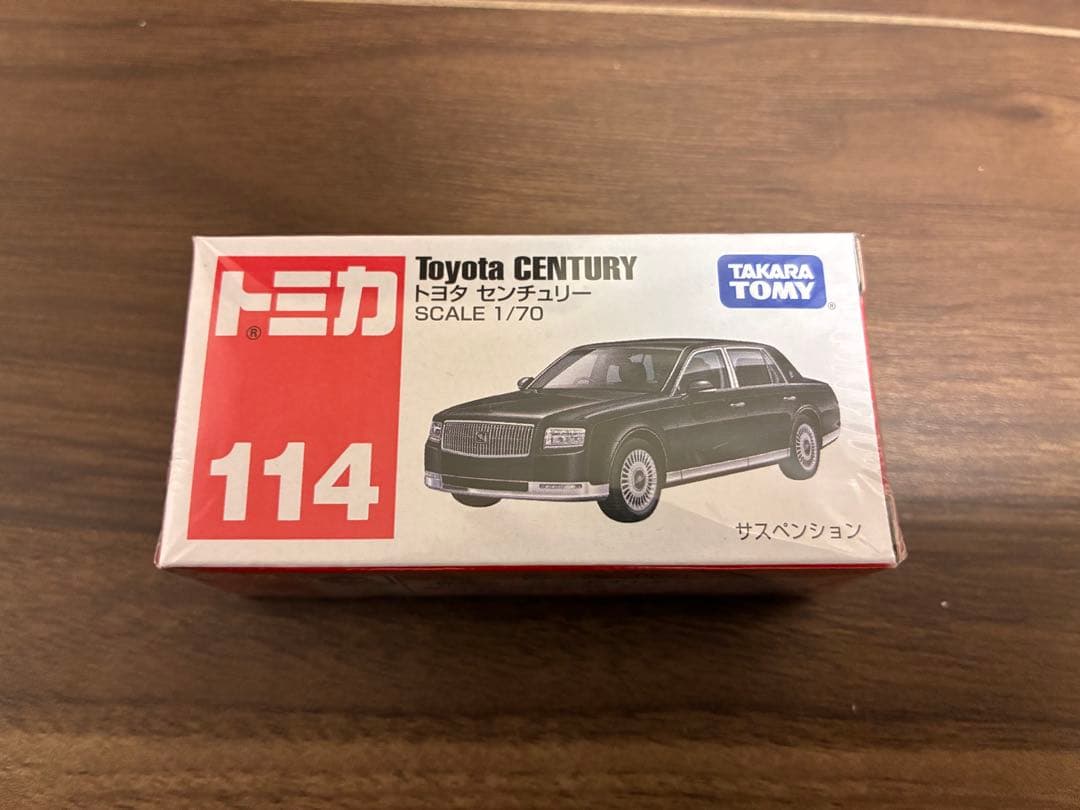 トミカ
®
114
Toyota CENTURY
トヨタ センチュリー
SCALE 1/70
TAKARA
TOMY
®
サスペンション